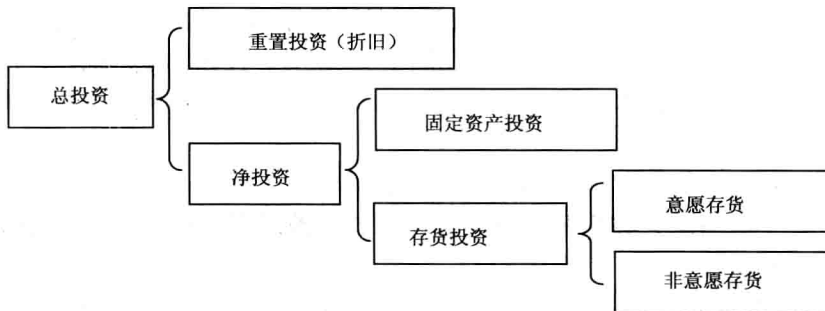 重置投资（折旧）
总投资
固定资产投资
净投资
意愿存货
存货投资
非意愿存货